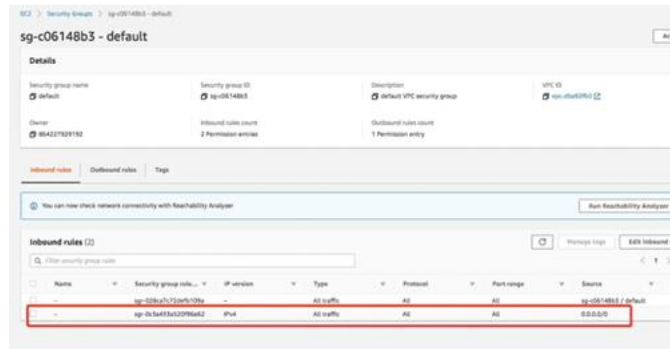 EC2 > Security Groups > sg-c06148b3 - default
sg-c06148b3 - default
Details
Security group name
default
Security group ID
sg-c06148b3
Description
default VPC security group
VPC ID
Owner
Inbound rules count
2 Permission entries
Outbound rules count
1 Permission entry
Inbound rules
Outbound rules
Tags
You can now check network connectivity with Reachability Analyzer
Run Reachability Analyzer
Inbound rules (2)
Manage tags
Edit inbound
Filter security group rules
1
Name
Security group rule...
IP version
Type
Protocol
Port range
Source
-
-
All traffic
All
All
sg-c06148b3 / default
-
IPv4
All traffic
All
All
0.0.0.0/0